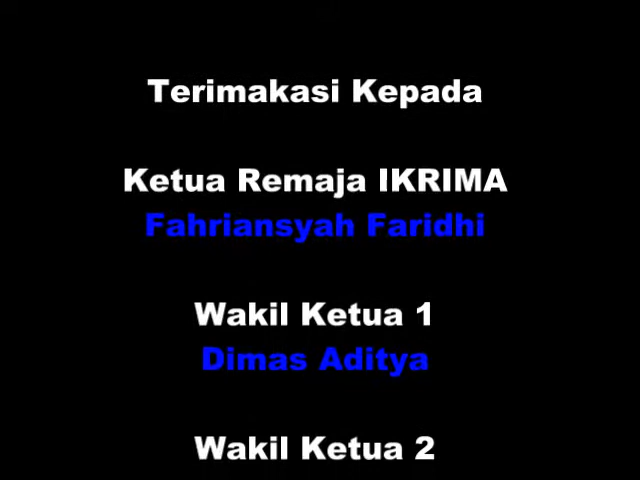 Terimakasi Kepada
Ketua Remaja IKRIMA
Fahriansyah Faridhi
Wakil Ketua 1
Dimas Aditya
Wakil Ketua 2